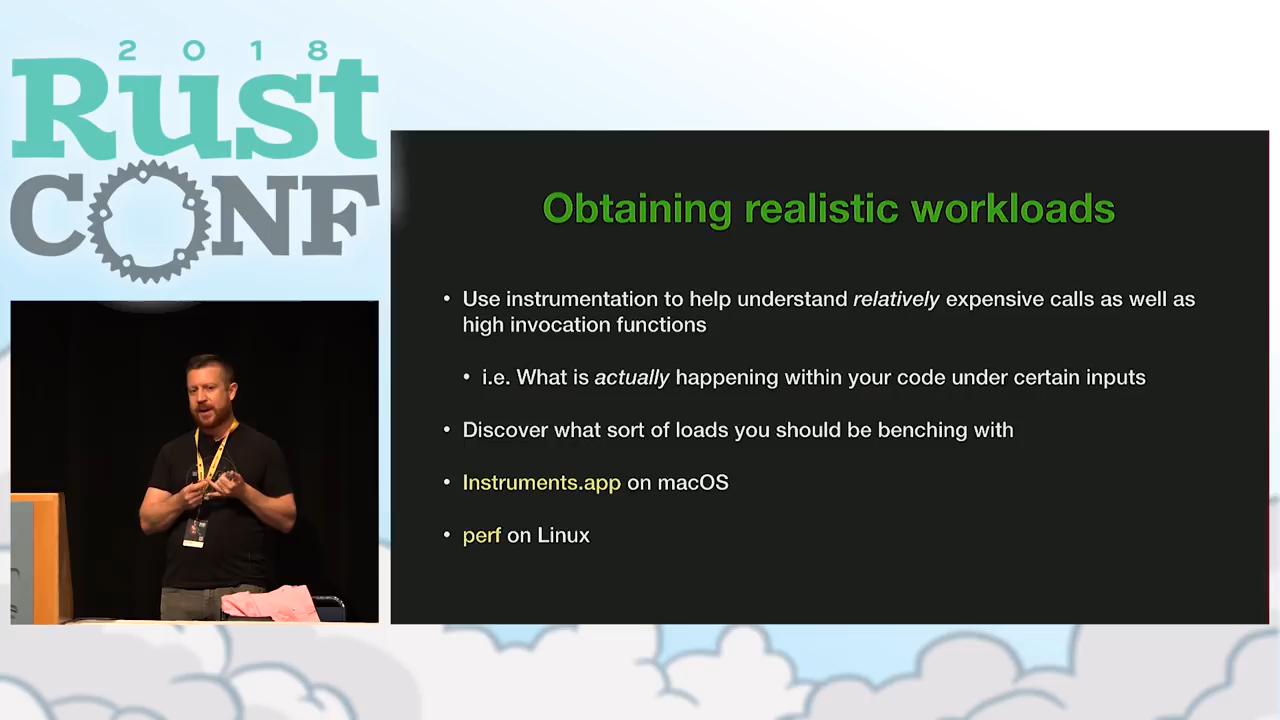 2018
Rust
CONF
Obtaining realistic workloads
• Use instrumentation to help understand relatively expensive calls as well as
high invocation functions
• i.e. What is actually happening within your code under certain inputs
• Discover what sort of loads you should be benching with
• Instruments.app on macOS
• perf on Linux